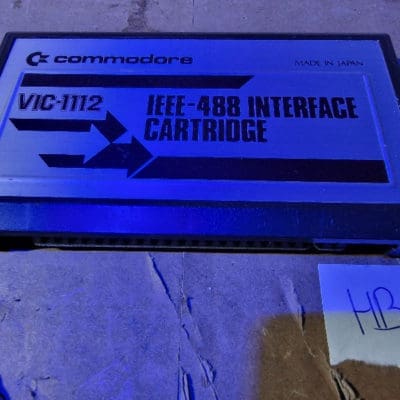 commodore
MADE IN JAPAN
VIC-1112
IEEE-488 INTERFACE
CARTRIDGE
HB